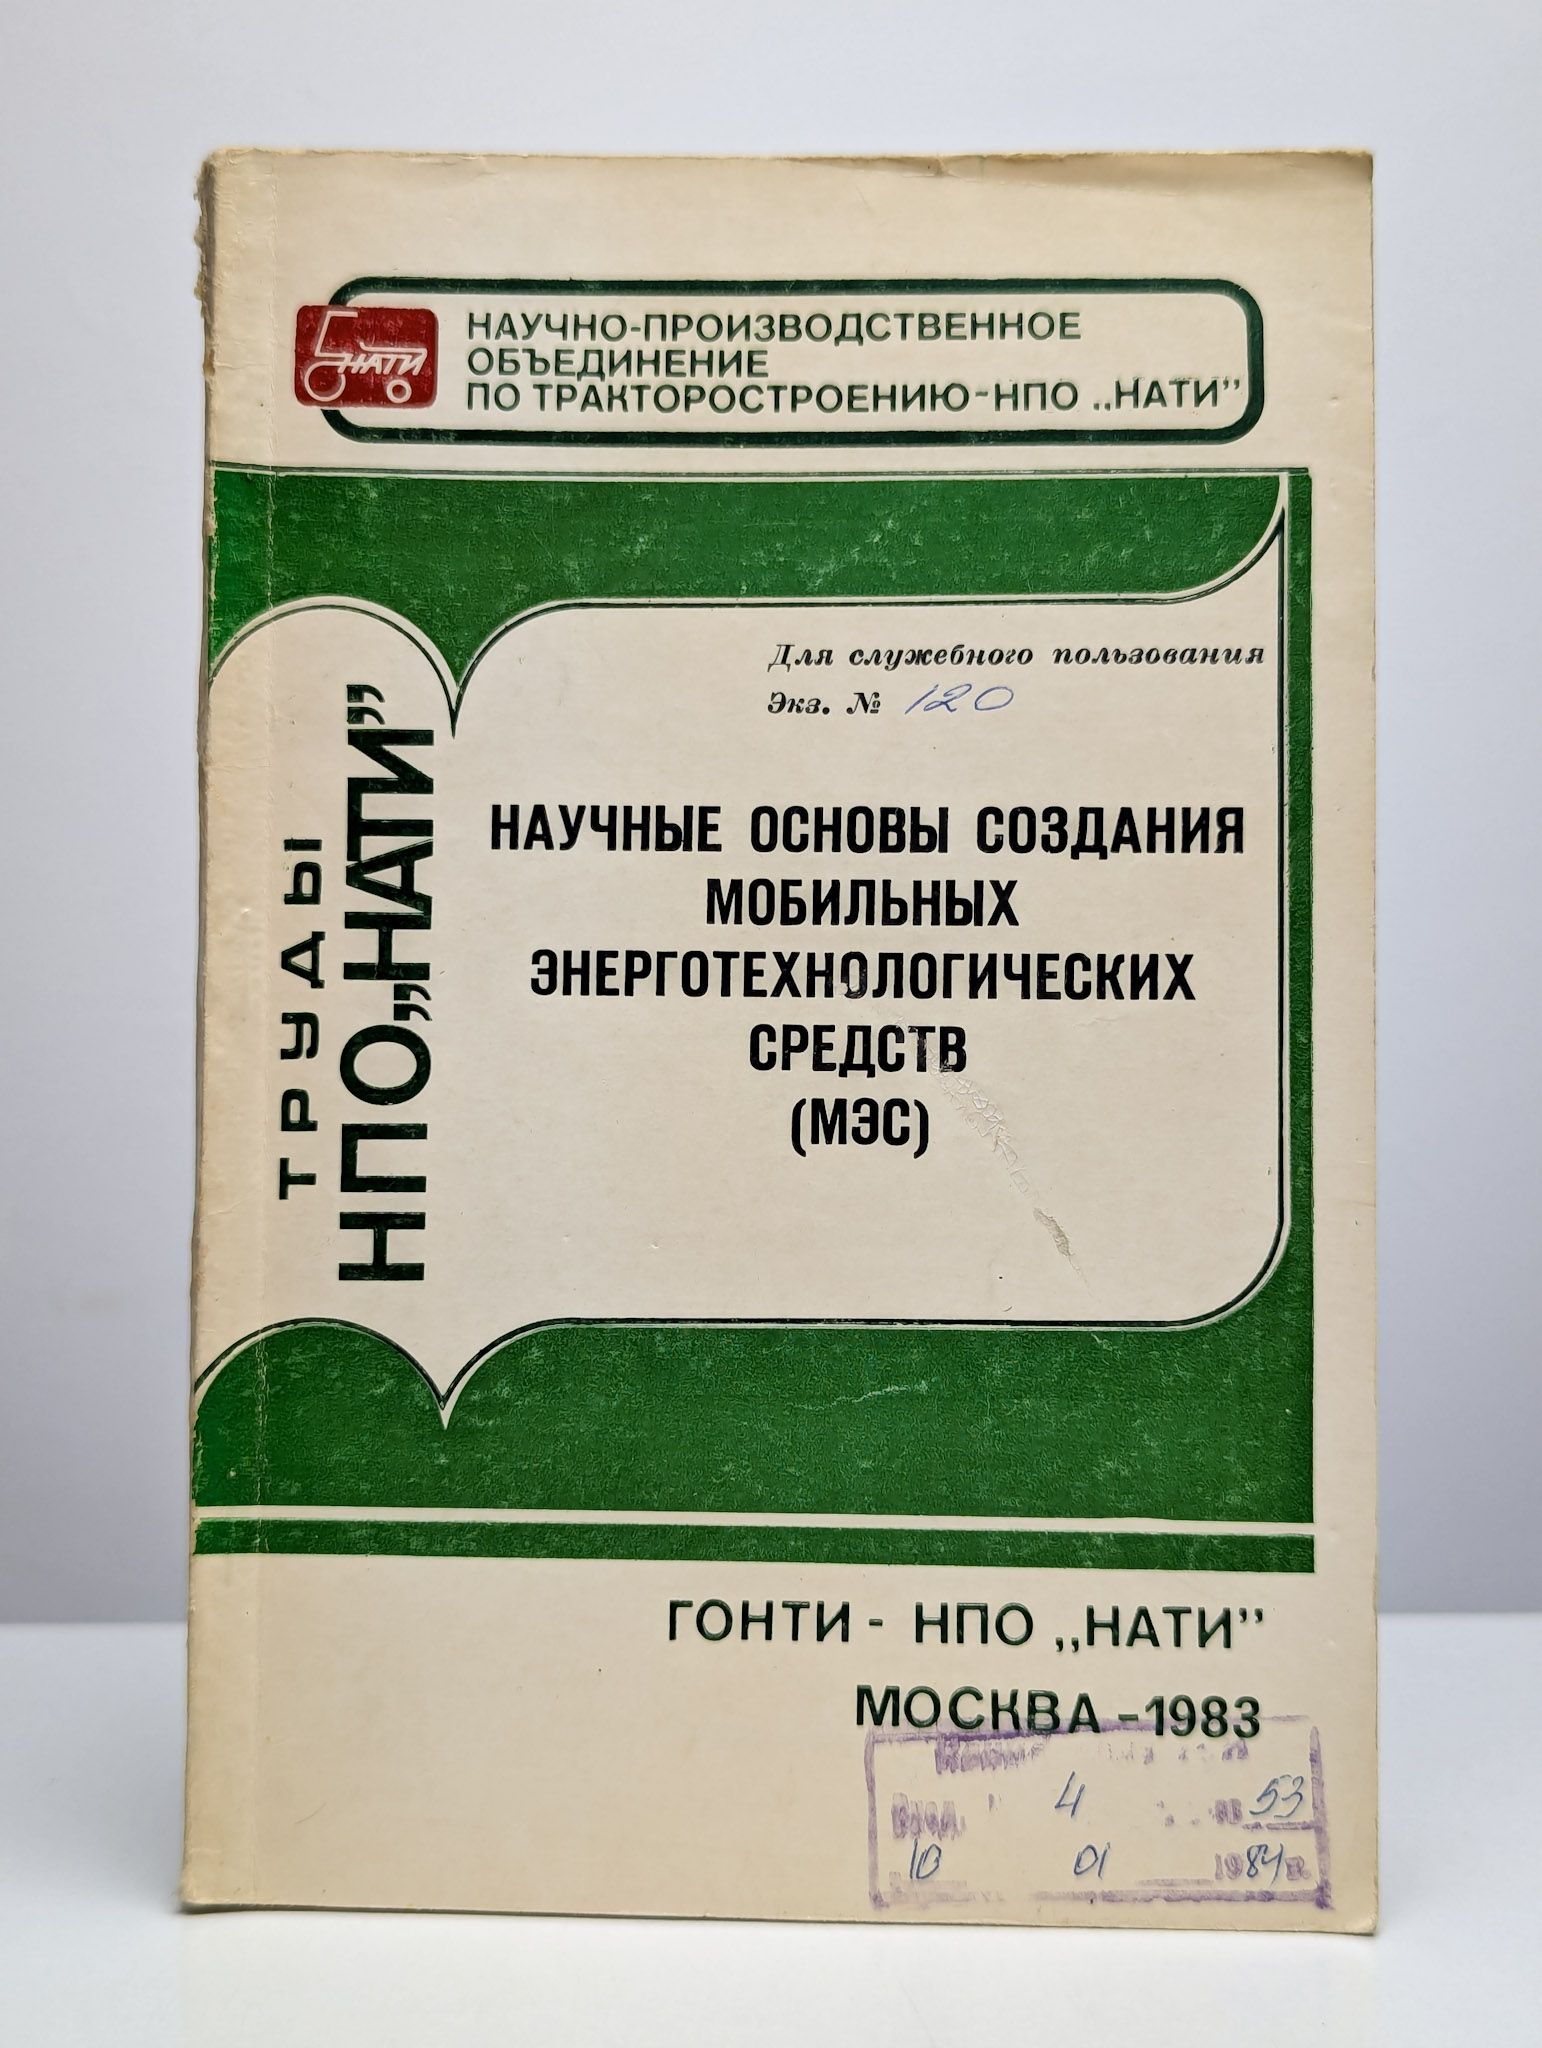 НАТИ
НАУЧНО-ПРОИЗВОДСТВЕННОЕ
ОБЪЕДИНЕНИЕ
ПО ТРАКТОРОСТРОЕНИЮ-НПО „НАТИ”
Для служебного пользования
Экз. № 120
ТРУДЫ
НПО „НАТИ”
НАУЧНЫЕ ОСНОВЫ СОЗДАНИЯ
МОБИЛЬНЫХ
ЭНЕРГОТЕХНОЛОГИЧЕСКИХ
СРЕДСТВ
(МЭС)
ГОНТИ - НПО „НАТИ”
МОСКВА -1983
4 53
10 01 1984 г.